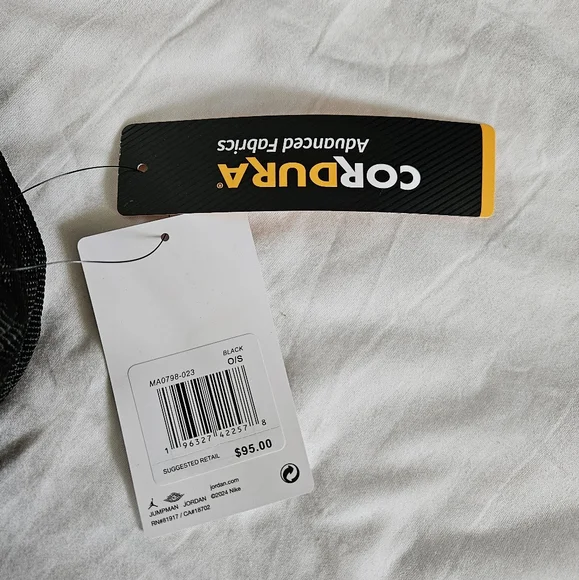 CORDURA®
Advanced Fabrics
BLACK
MA0798-023 O/S
1 96327 42257 8
SUGGESTED RETAIL $95.00
JUMPMAN JORDAN jordan.com
©2024 Nike
RN#81917 / CA#18702